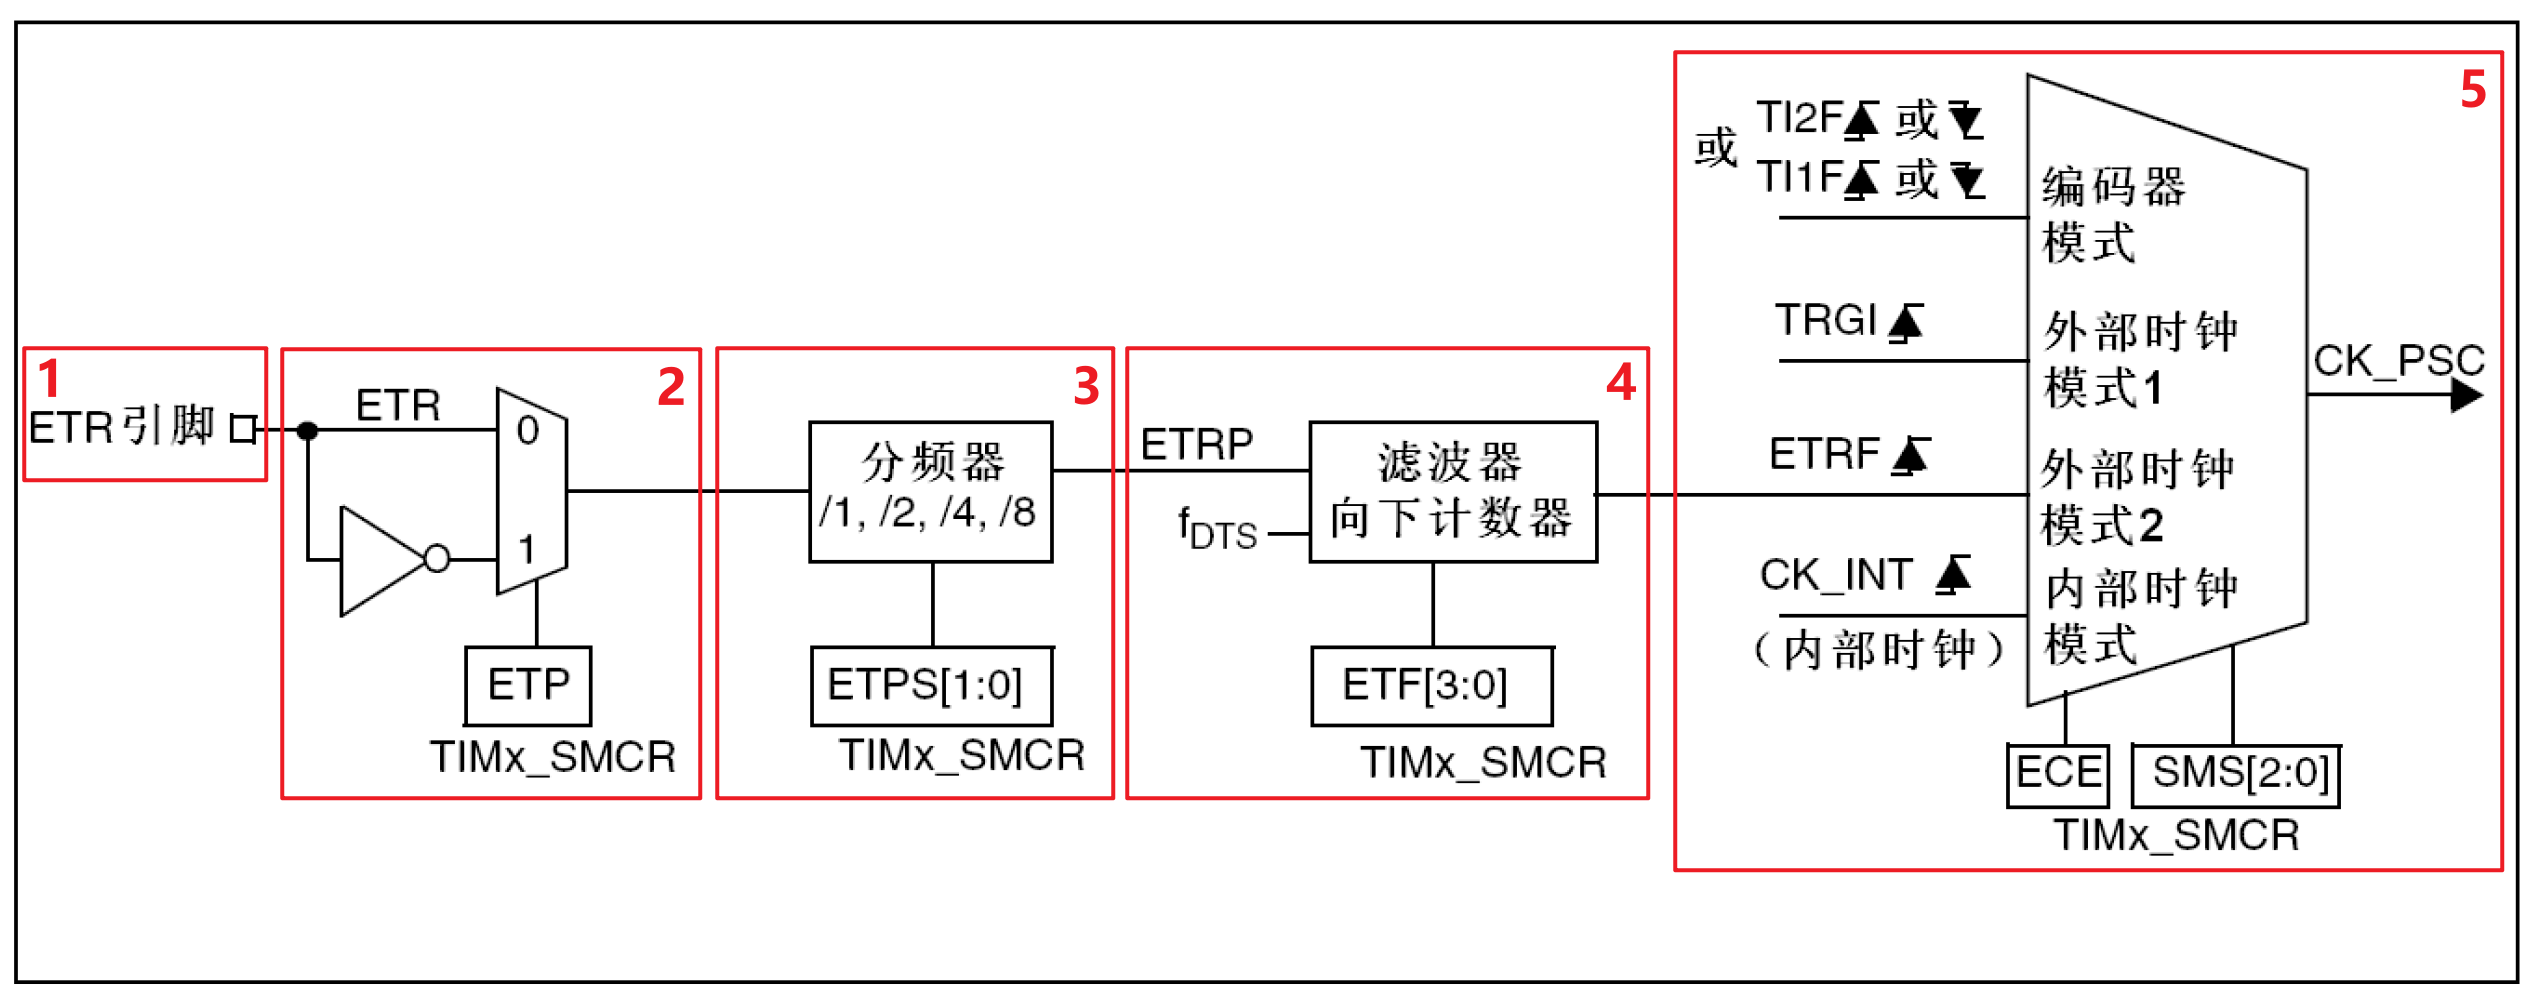 1
ETR引脚
2
ETR
0
1
ETP
TIMx_SMCR
3
分频器
/1, /2, /4, /8
ETPS[1:0]
TIMx_SMCR
4
ETRP
fDTS
滤波器
向下计数器
ETF[3:0]
TIMx_SMCR
5
或
TI2F 或
TI1F 或
编码器
模式
TRGI
外部时钟
模式1
ETRF
外部时钟
模式2
CK_INT
（内部时钟）
内部时钟
模式
CK_PSC
ECE
SMS[2:0]
TIMx_SMCR